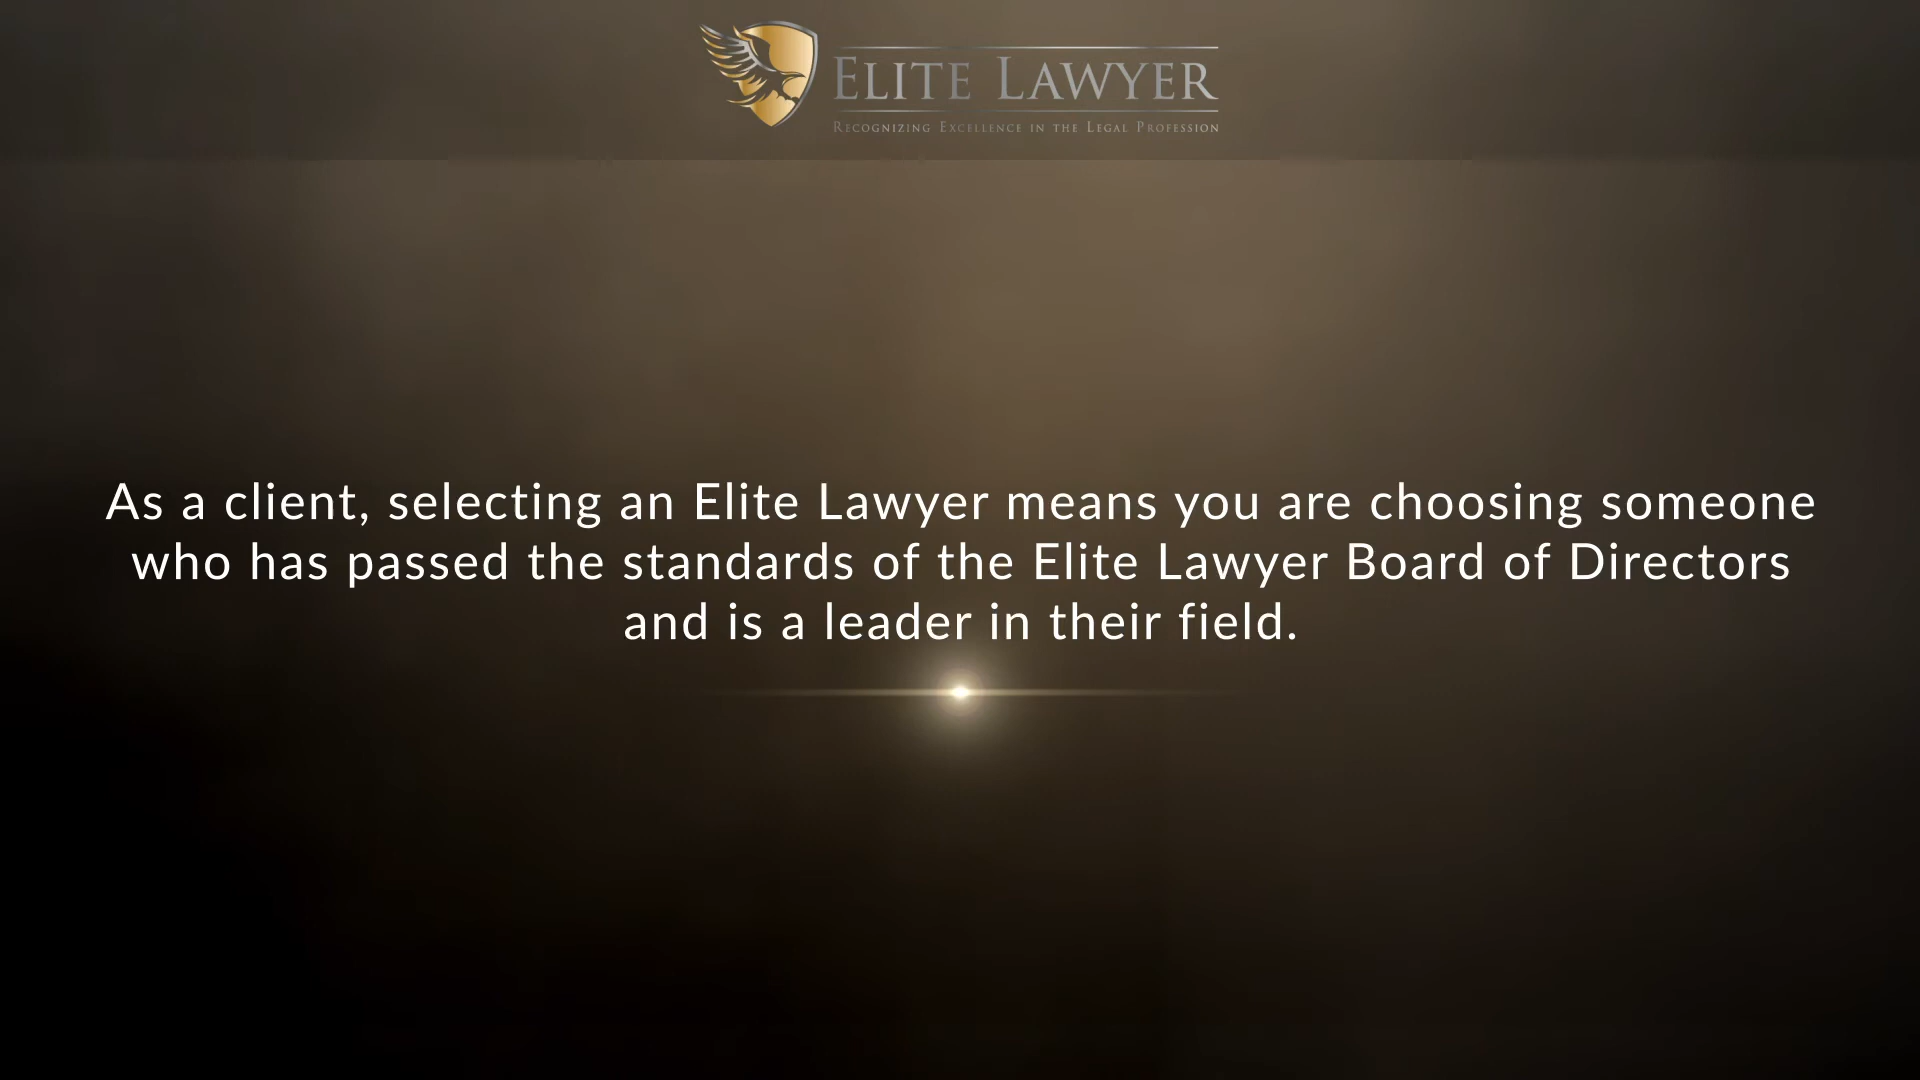 ELITE LAWYER
RECOGNIZING EXCELLENCE IN THE LEGAL PROFESSION
As a client, selecting an Elite Lawyer means you are choosing someone
who has passed the standards of the Elite Lawyer Board of Directors
and is a leader in their field.